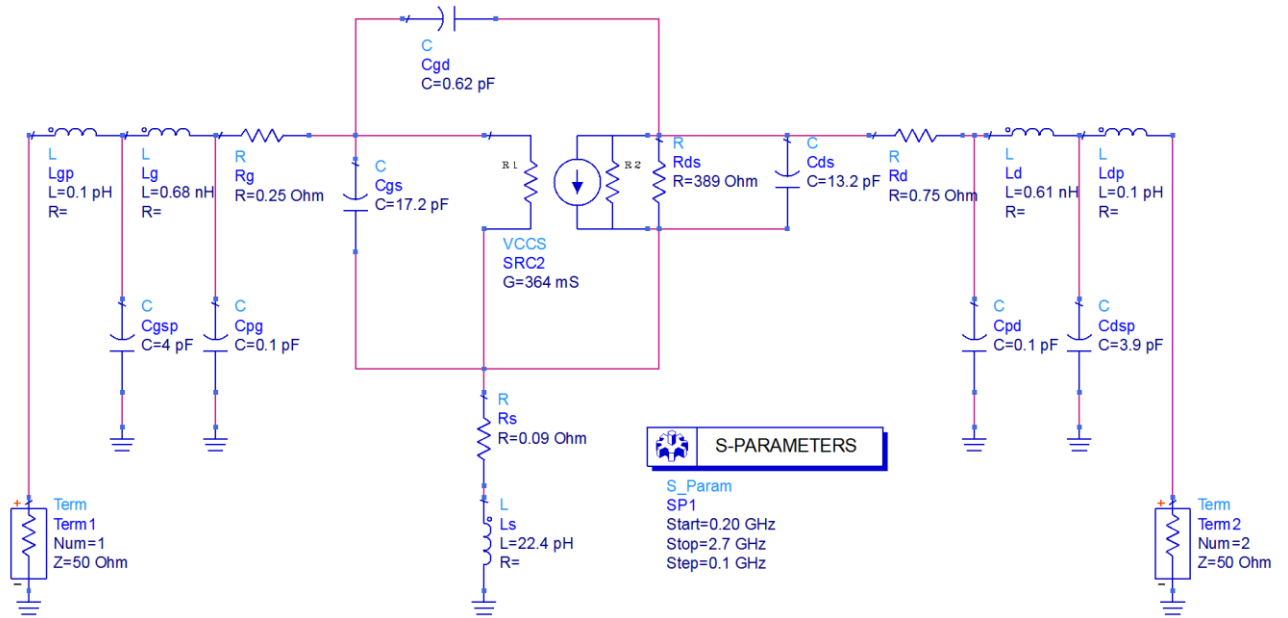 C
Cgd
C=0.62 pF
L
Lgp
L=0.1 pH
R=
L
Lg
L=0.68 nH
R=
R
Rg
R=0.25 Ohm
C
Cgs
C=17.2 pF
R1
R2
VCCS
SRC2
G=364 mS
R
Rds
R=389 Ohm
C
Cds
C=13.2 pF
R
Rd
R=0.75 Ohm
L
Ld
L=0.61 nH
R=
L
Ldp
L=0.1 pH
R=
C
Cgsp
C=4 pF
C
Cpg
C=0.1 pF
C
Cpd
C=0.1 pF
C
Cdsp
C=3.9 pF
R
Rs
R=0.09 Ohm
L
Ls
L=22.4 pH
R=
S-PARAMETERS
S_Param
SP1
Start=0.20 GHz
Stop=2.7 GHz
Step=0.1 GHz
+
Term
Term1
Num=1
Z=50 Ohm
-
+
Term
Term2
Num=2
Z=50 Ohm
-